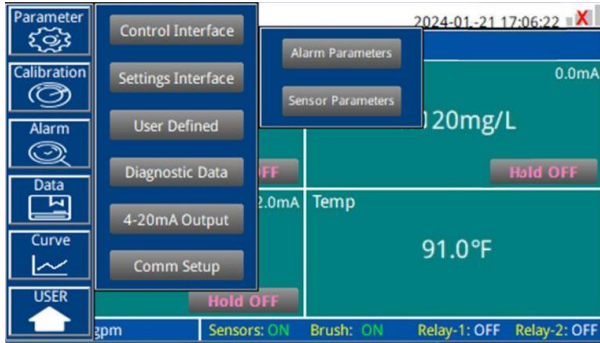 Parameter
2024-01-21 17:06:22
X
Control Interface
Alarm Parameters
Calibration
Settings Interface
0.0mA
Sensor Parameters
User Defined
120mg/L
Alarm
Diagnostic Data
FF
Hold OFF
Data
2.0mA
Temp
4-20mA Output
Curve
91.0°F
Comm Setup
USER
Hold OFF
gpm
Sensors: ON
Brush: ON
Relay-1: OFF
Relay-2: OFF